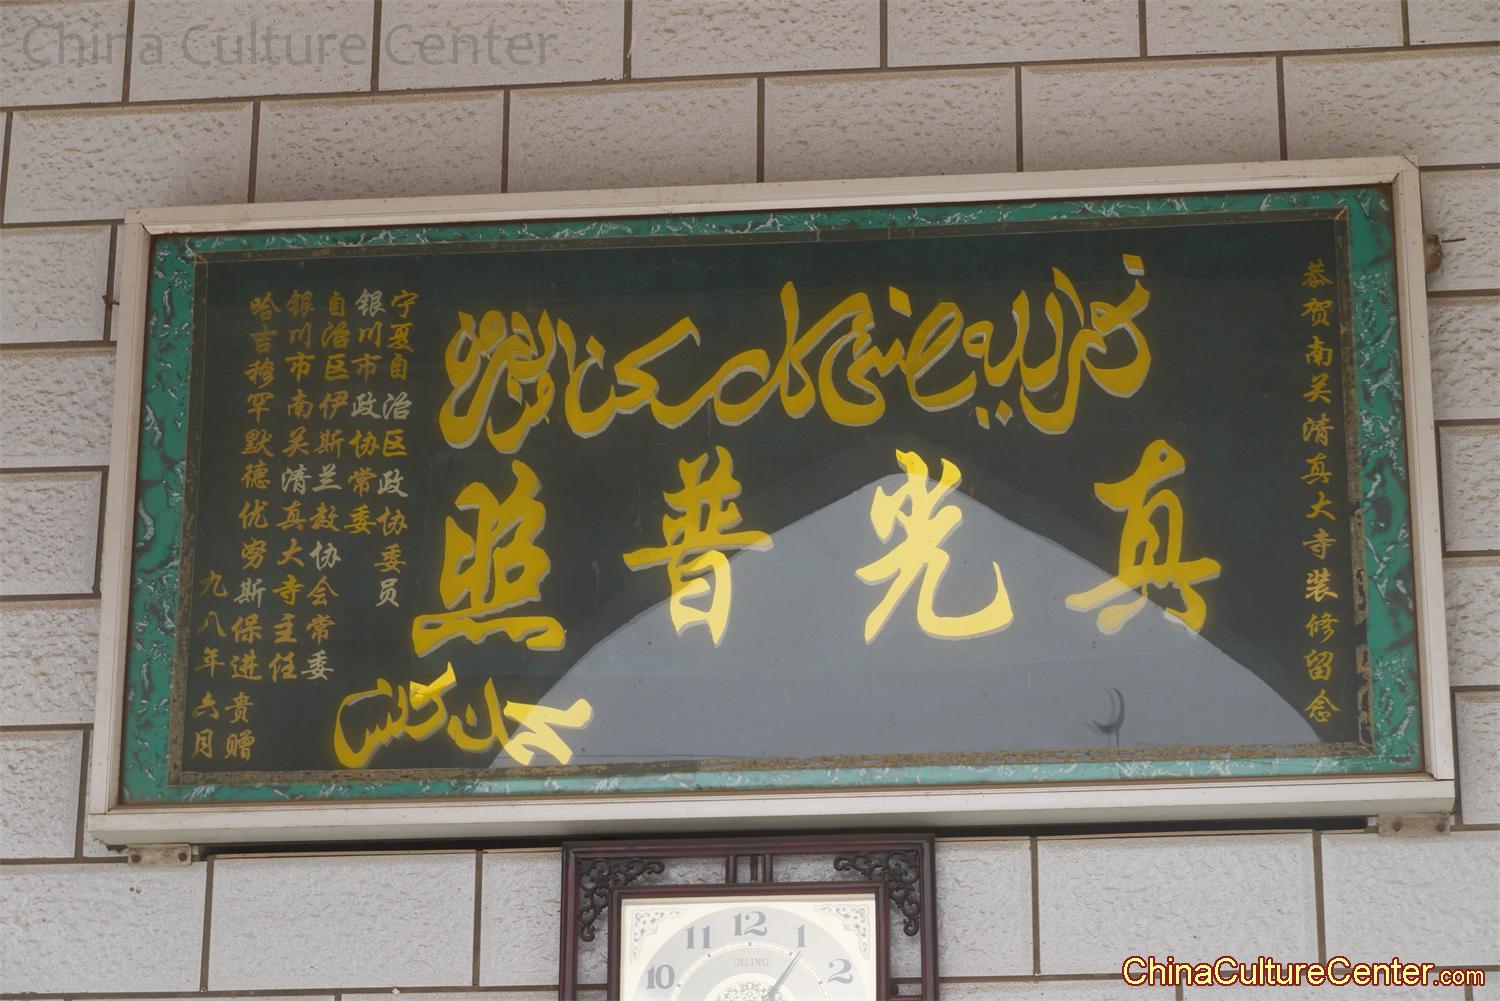 China Culture Center
恭贺南关清真大寺装修留念
真光普照
宁夏自治区政协委员
银川市政协常委
自治区伊斯兰教协会常委
银川市南关清真大寺主任
哈吉穆罕默德优努斯保进贵赠
九八年六月
11 12 1
10 2
DILING
ChinaCultureCenter.com